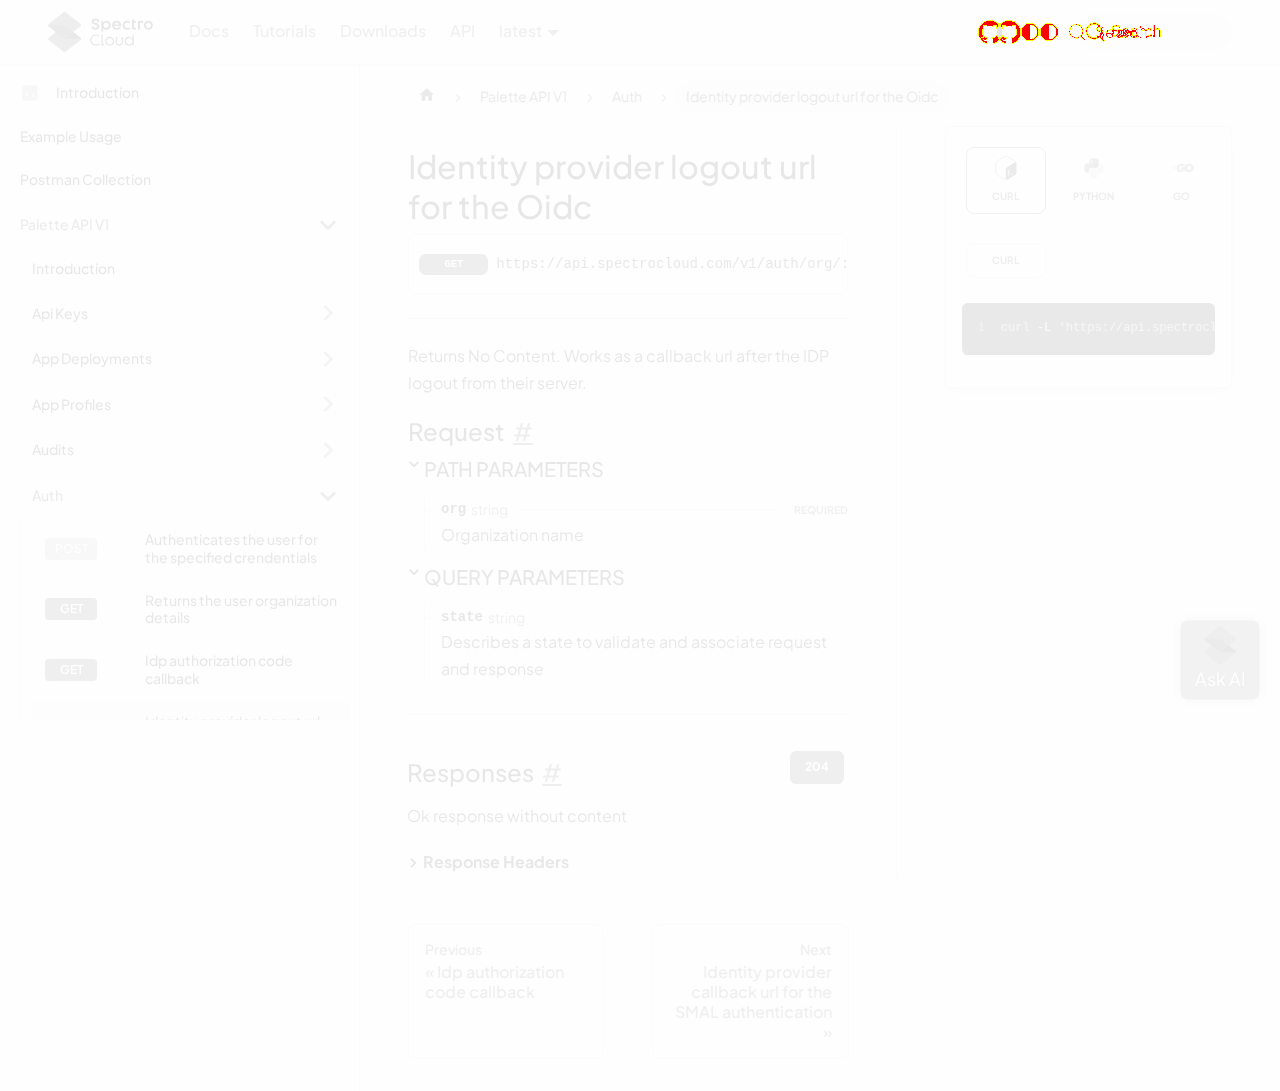 Spectro
Cloud
Docs
Tutorials
Downloads
API
latest
Search
Introduction
Example Usage
Postman Collection
Palette API V1
Introduction
Api Keys
App Deployments
App Profiles
Audits
Auth
POST
Authenticates the user for
the specified crendentials
GET
Returns the user organization
details
GET
Idp authorization code
callback
Palette API V1
Auth
Identity provider logout url for the Oidc
Identity provider logout url
for the Oidc
GET
https://api.spectrocloud.com/v1/auth/org/:
Returns No Content. Works as a callback url after the IDP
logout from their server.
Request #
PATH PARAMETERS
org string
REQUIRED
Organization name
QUERY PARAMETERS
state string
Describes a state to validate and associate request
and response
Responses #
204
Ok response without content
Response Headers
Previous
« Idp authorization
code callback
Next
Identity provider
callback url for the
SMAL authentication
»
CURL
PYTHON
GO
GO
CURL
1 curl -L 'https://api.spectrocl
Ask AI